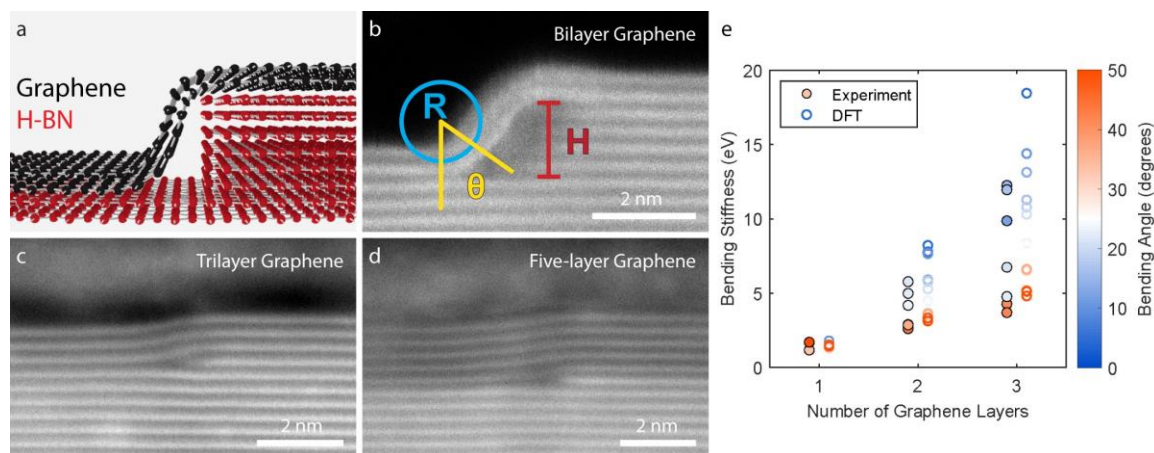 a
Graphene
H-BN
b
Bilayer Graphene
R
H
θ
2 nm
c
Trilayer Graphene
2 nm
d
Five-layer Graphene
2 nm
e
Experiment
DFT
Bending Stiffness (eV)
20
15
10
5
0
1
2
3
Number of Graphene Layers
50
40
30
20
10
0
Bending Angle (degrees)